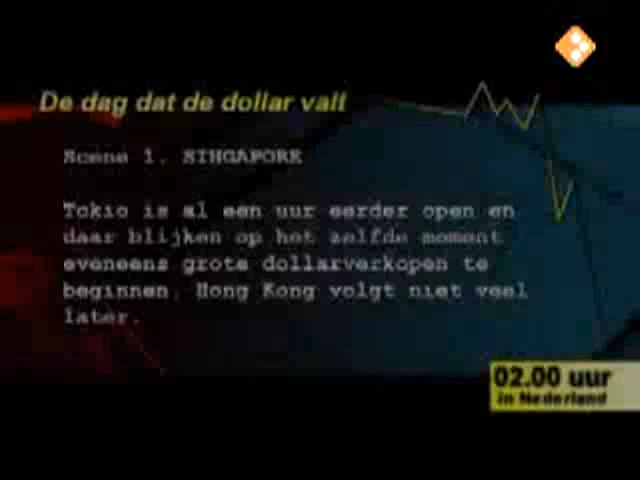 De dag dat de dollar valt
Scene 1. SINGAPORE
Tokio is al een uur eerder open en
daar blijken op het zelfde moment
eveneens grote dollarverkopen te
beginnen. Hong Kong volgt niet veel
later.
02.00 uur
in Nederland